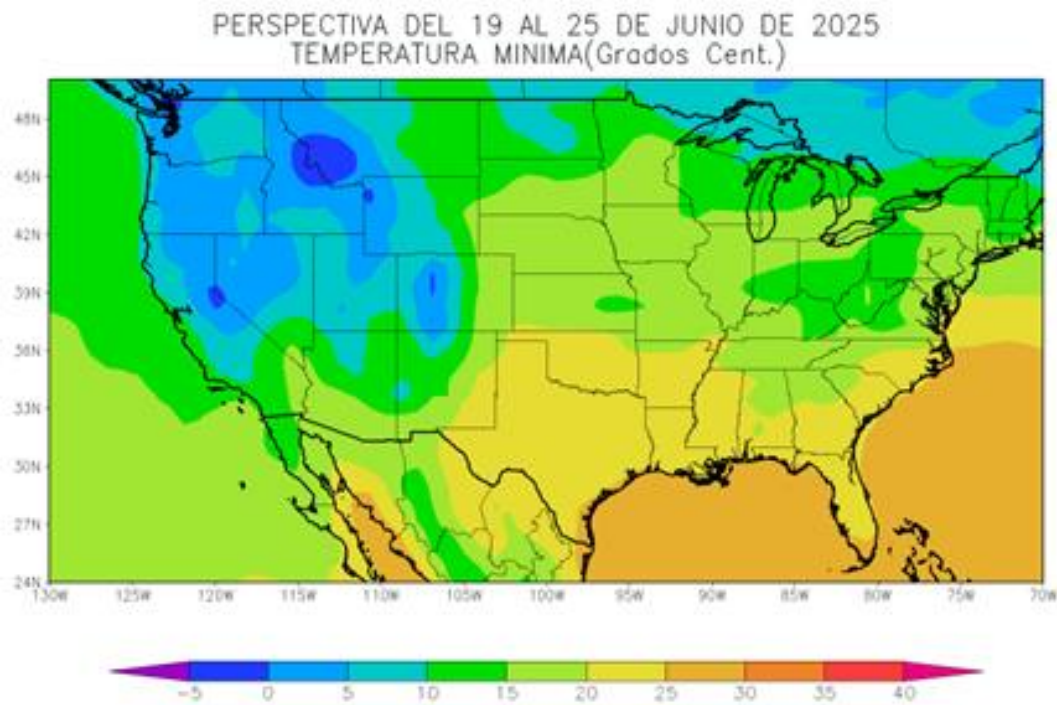 PERSPECTIVA DEL 19 AL 25 DE JUNIO DE 2025
TEMPERATURA MINIMA(Grados Cent.)
48N
45N
42N
39N
36N
33N
30N
27N
24N
130W 125W 120W 115W 110W 105W 100W 95W 90W 85W 80W 75W 70W
-5 0 5 10 15 20 25 30 35 40